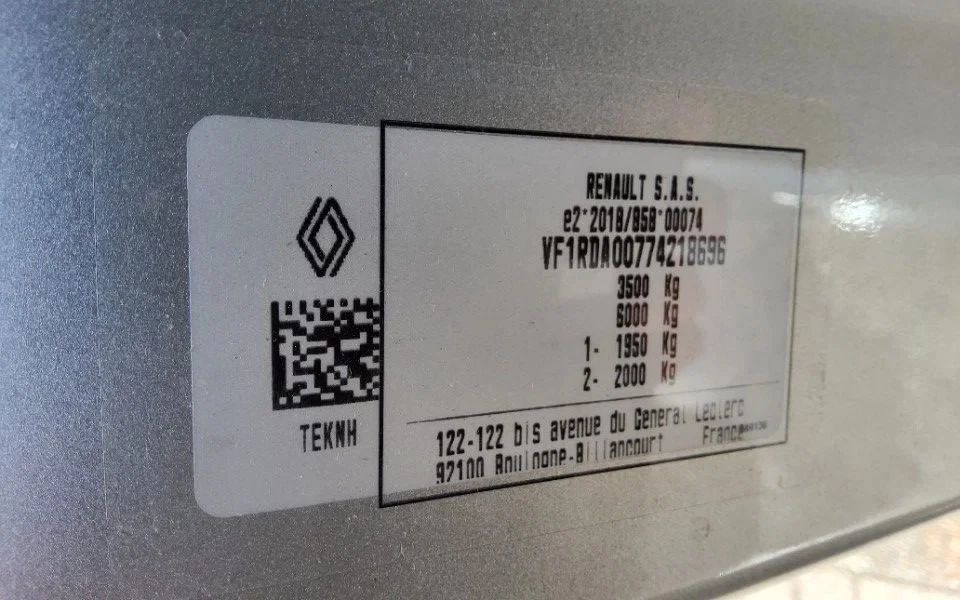 RENAULT S.A.S.
e2*2018/858*00074
VF1RDA00774218696
3500 Kg
6000 Kg
1- 1950 Kg
2- 2000 Kg
TEKNH
122-122 bis avenue du General Leclerc
92100 Boulogne-Billancourt France